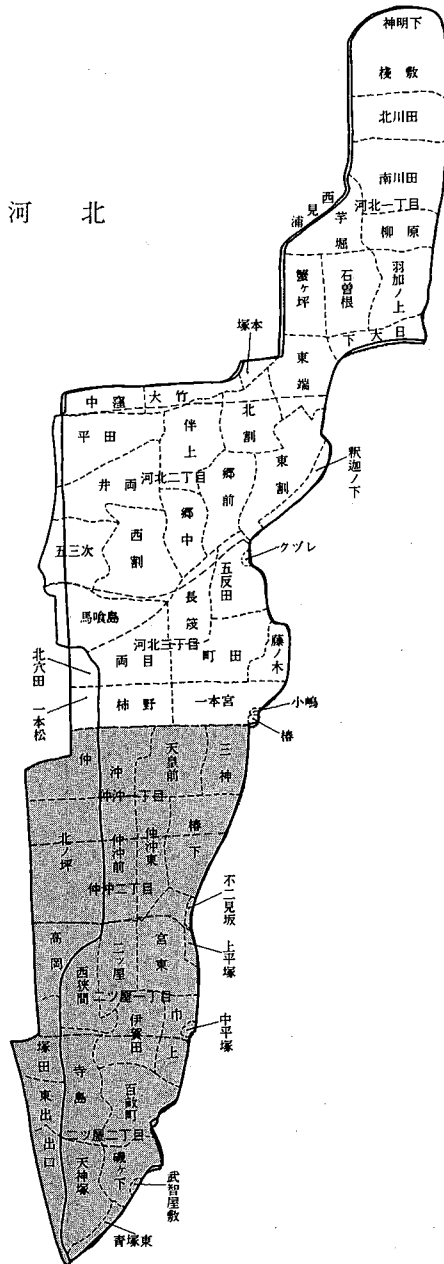 河北
神明下
棧敷
北川田
南川田
河北一丁目
西見浦
芋堀
柳原
蟹ヶ坪
石曽根
羽加ノ上
下大日
塚本
東端
中窪
大竹
平田
伴上
北割
東割
釈迦ノ下
井両
河北二丁目
郷前
郷中
五三次
西割
クヅレ
五反田
馬喰島
長筬
河北三丁目
両目
町田
藤ノ木
北穴田
一本松
柿野
一本宮
小嶋
椿
仲沖
天皇前
三神
仲沖一丁目
北ノ坪
仲沖前
仲沖東
椿下
仲沖二丁目
不二見坂
高岡
二ッ屋
宮東
上平塚
西狭間
二ツ屋一丁目
伊賀田
巾上
中平塚
塚田
寺島
百畝町
東出
出口
二ツ屋二丁目
天神塚
磯ヶ下
武智屋敷
青塚東